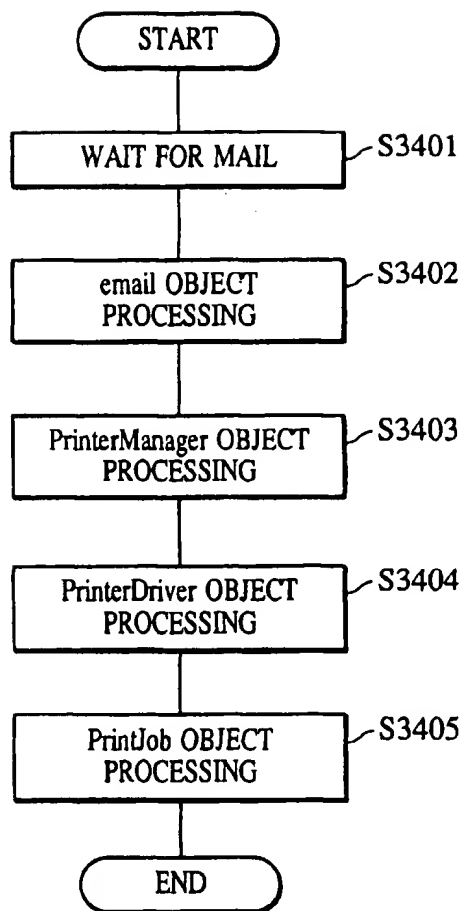 START
WAIT FOR MAIL
S3401
email OBJECT
PROCESSING
S3402
PrinterManager OBJECT
PROCESSING
S3403
PrinterDriver OBJECT
PROCESSING
S3404
PrintJob OBJECT
PROCESSING
S3405
END